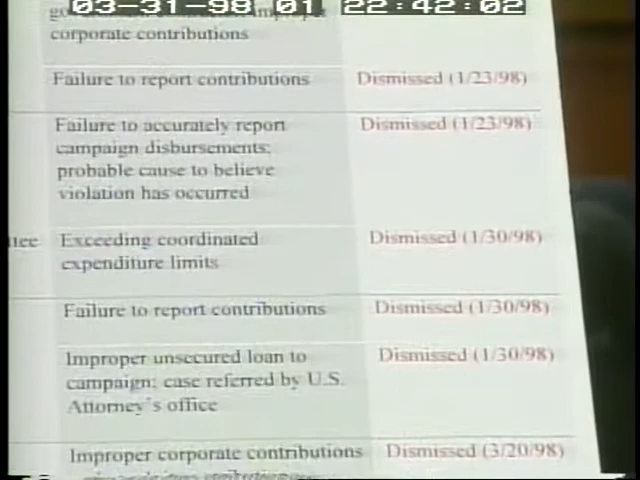 03-31-98 01 22:42:02
corporate contributions
Failure to report contributions Dismissed (1/23/98)
Failure to accurately report Dismissed (1/23/98)
campaign disbursements;
probable cause to believe
violation has occurred
ttee Exceeding coordinated Dismissed (1/30/98)
expenditure limits
Failure to report contributions Dismissed (1/30/98)
Improper unsecured loan to Dismissed (1/30/98)
campaign; case referred by U.S.
Attorney's office
Improper corporate contributions Dismissed (3/20/98)